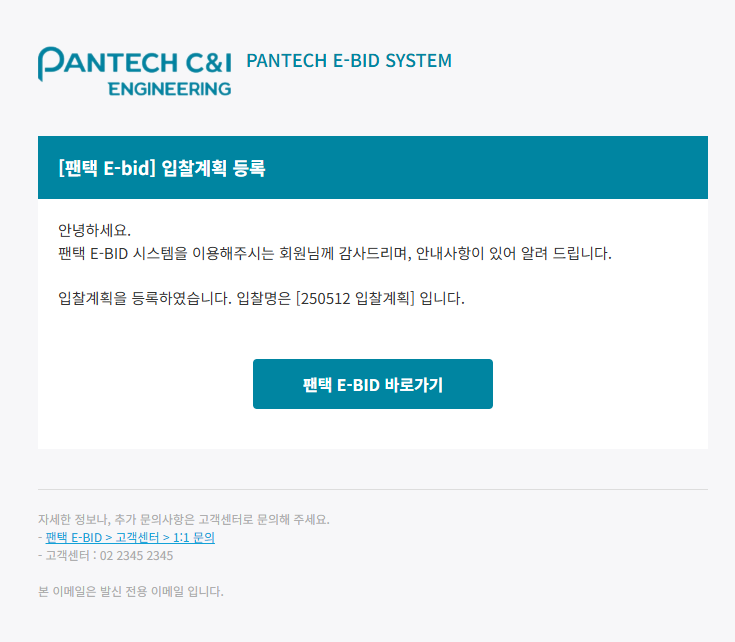 PANTECH C&I
ENGINEERING
PANTECH E-BID SYSTEM
[팬택 E-bid] 입찰계획 등록
안녕하세요.
팬택 E-BID 시스템을 이용해주시는 회원님께 감사드리며, 안내사항이 있어 알려 드립니다.
입찰계획을 등록하였습니다. 입찰명은 [250512 입찰계획] 입니다.
팬택 E-BID 바로가기
자세한 정보나, 추가 문의사항은 고객센터로 문의해 주세요.
- 팬택 E-BID > 고객센터 > 1:1 문의
- 고객센터 : 02 2345 2345
본 이메일은 발신 전용 이메일 입니다.